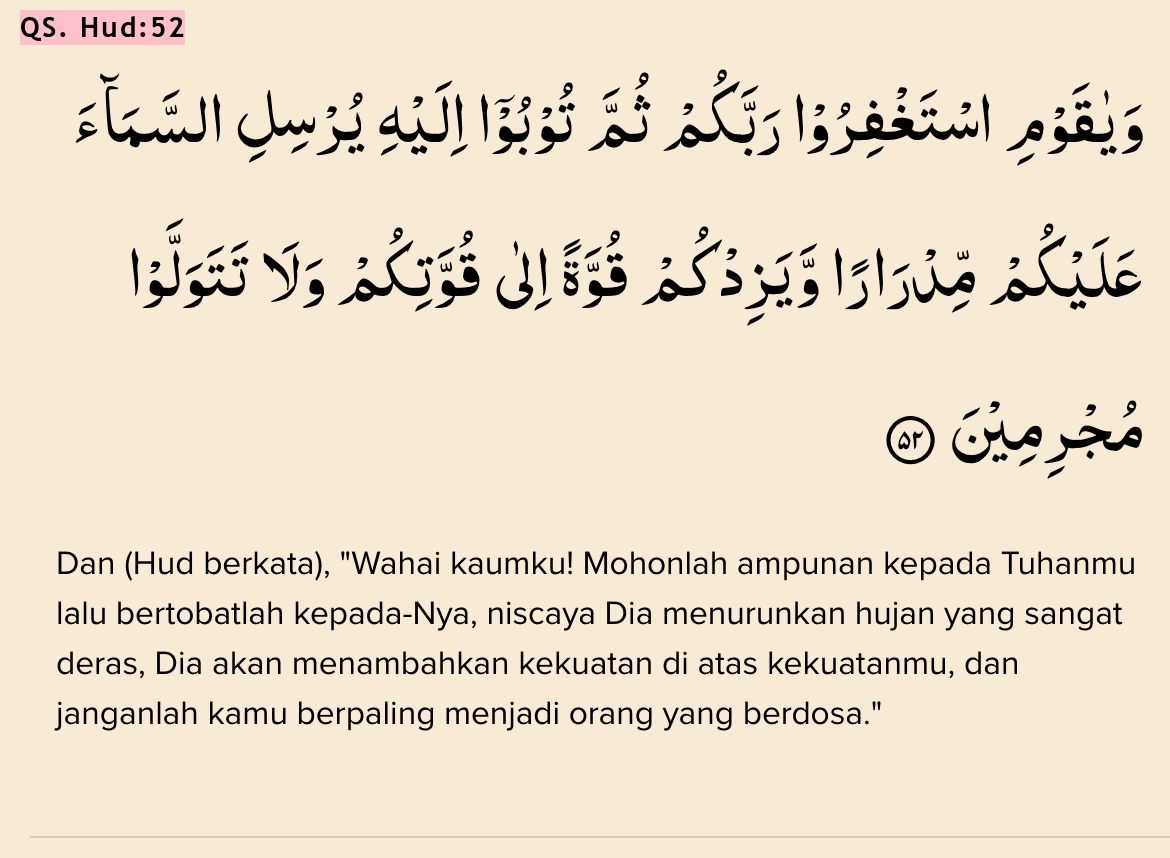 QS. Hud:52
وَيٰقَوْمِ اسْتَغْفِرُوْا رَبَّكُمْ ثُمَّ تُوْبُوْٓا اِلَيْهِ يُرْسِلِ السَّمَاۤءَ
عَلَيْكُمْ مِّدْرَارًا وَّيَزِدْكُمْ قُوَّةً اِلٰى قُوَّتِكُمْ وَلَا تَتَوَلَّوْا
مُجْرِمِيْنَ ۝٥٢
Dan (Hud berkata), "Wahai kaumku! Mohonlah ampunan kepada Tuhanmu
lalu bertobatlah kepada-Nya, niscaya Dia menurunkan hujan yang sangat
deras, Dia akan menambahkan kekuatan di atas kekuatanmu, dan
janganlah kamu berpaling menjadi orang yang berdosa."